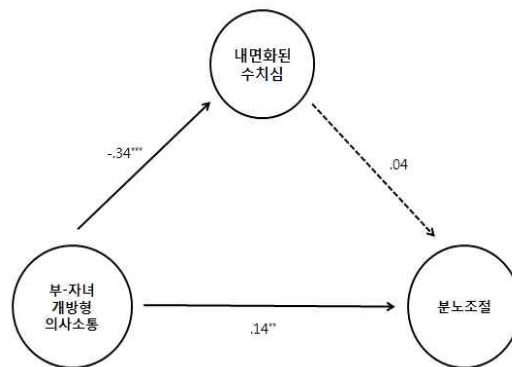 내면화된
수치심
-.34***
.04
부-자녀
개방형
의사소통
분노조절
.14**